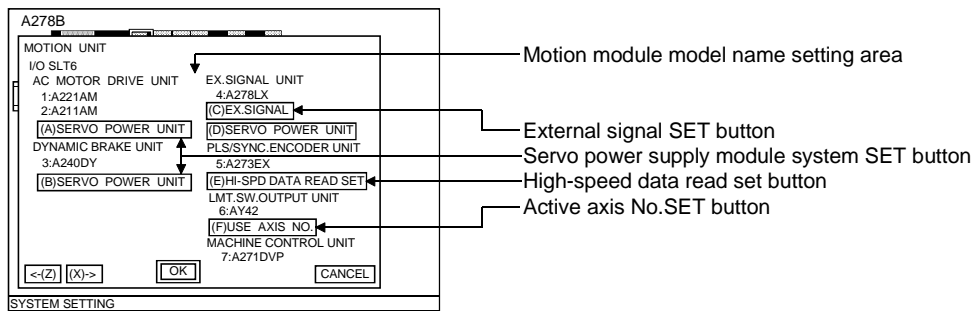 A278B
MOTION UNIT
I/O SLT6
AC MOTOR DRIVE UNIT
1:A221AM
2:A211AM
(A)SERVO POWER UNIT
DYNAMIC BRAKE UNIT
3:A240DY
(B)SERVO POWER UNIT
EX.SIGNAL UNIT
4:A278LX
(C)EX.SIGNAL
(D)SERVO POWER UNIT
PLS/SYNC.ENCODER UNIT
5:A273EX
(E)HI-SPD DATA READ SET
LMT.SW.OUTPUT UNIT
6:AY42
(F)USE AXIS NO.
MACHINE CONTROL UNIT
7:A271DVP
<-(Z) (X)-> OK CANCEL
SYSTEM SETTING
Motion module model name setting area
External signal SET button
Servo power supply module system SET button
High-speed data read set button
Active axis No.SET button